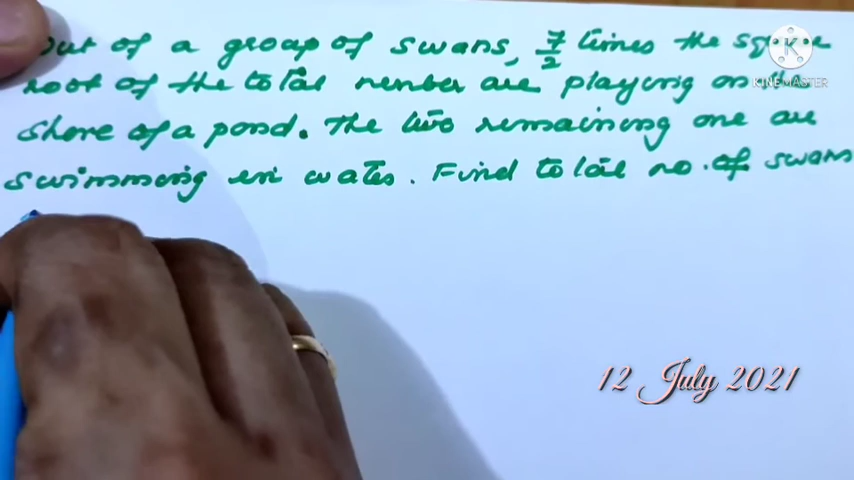 out of a group of swans, 7/2 times the square
root of the total number are playing on the
shore of a pond. The two remaining one are
swimming in water. Find total no. of swans
K
KINEMASTER
12 July 2021